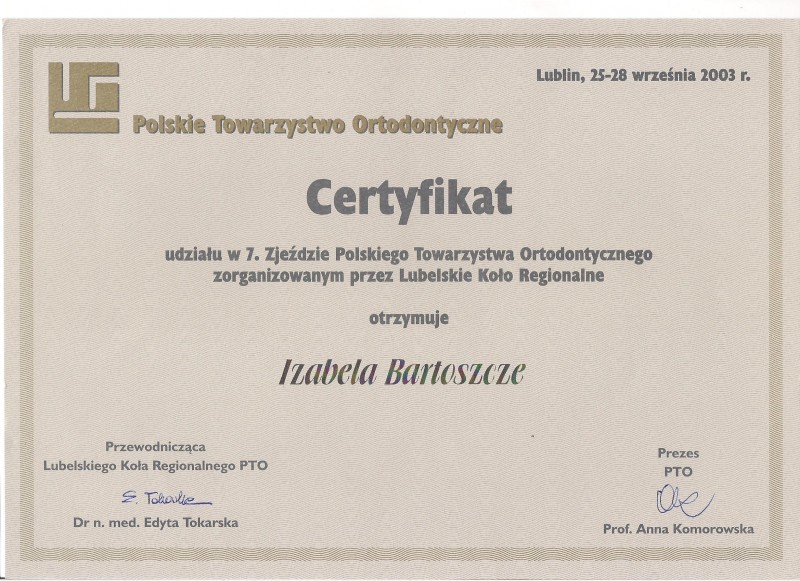 Lublin, 25-28 września 2003 r.
Polskie Towarzystwo Ortodontyczne
Certyfikat
udziału w 7. Zjeździe Polskiego Towarzystwa Ortodontycznego
zorganizowanym przez Lubelskie Koło Regionalne
otrzymuje
Izabela Bartoszcze
Przewodnicząca
Lubelskiego Koła Regionalnego PTO
E. Tokarska
Dr n. med. Edyta Tokarska
Prezes
PTO
Prof. Anna Komorowska